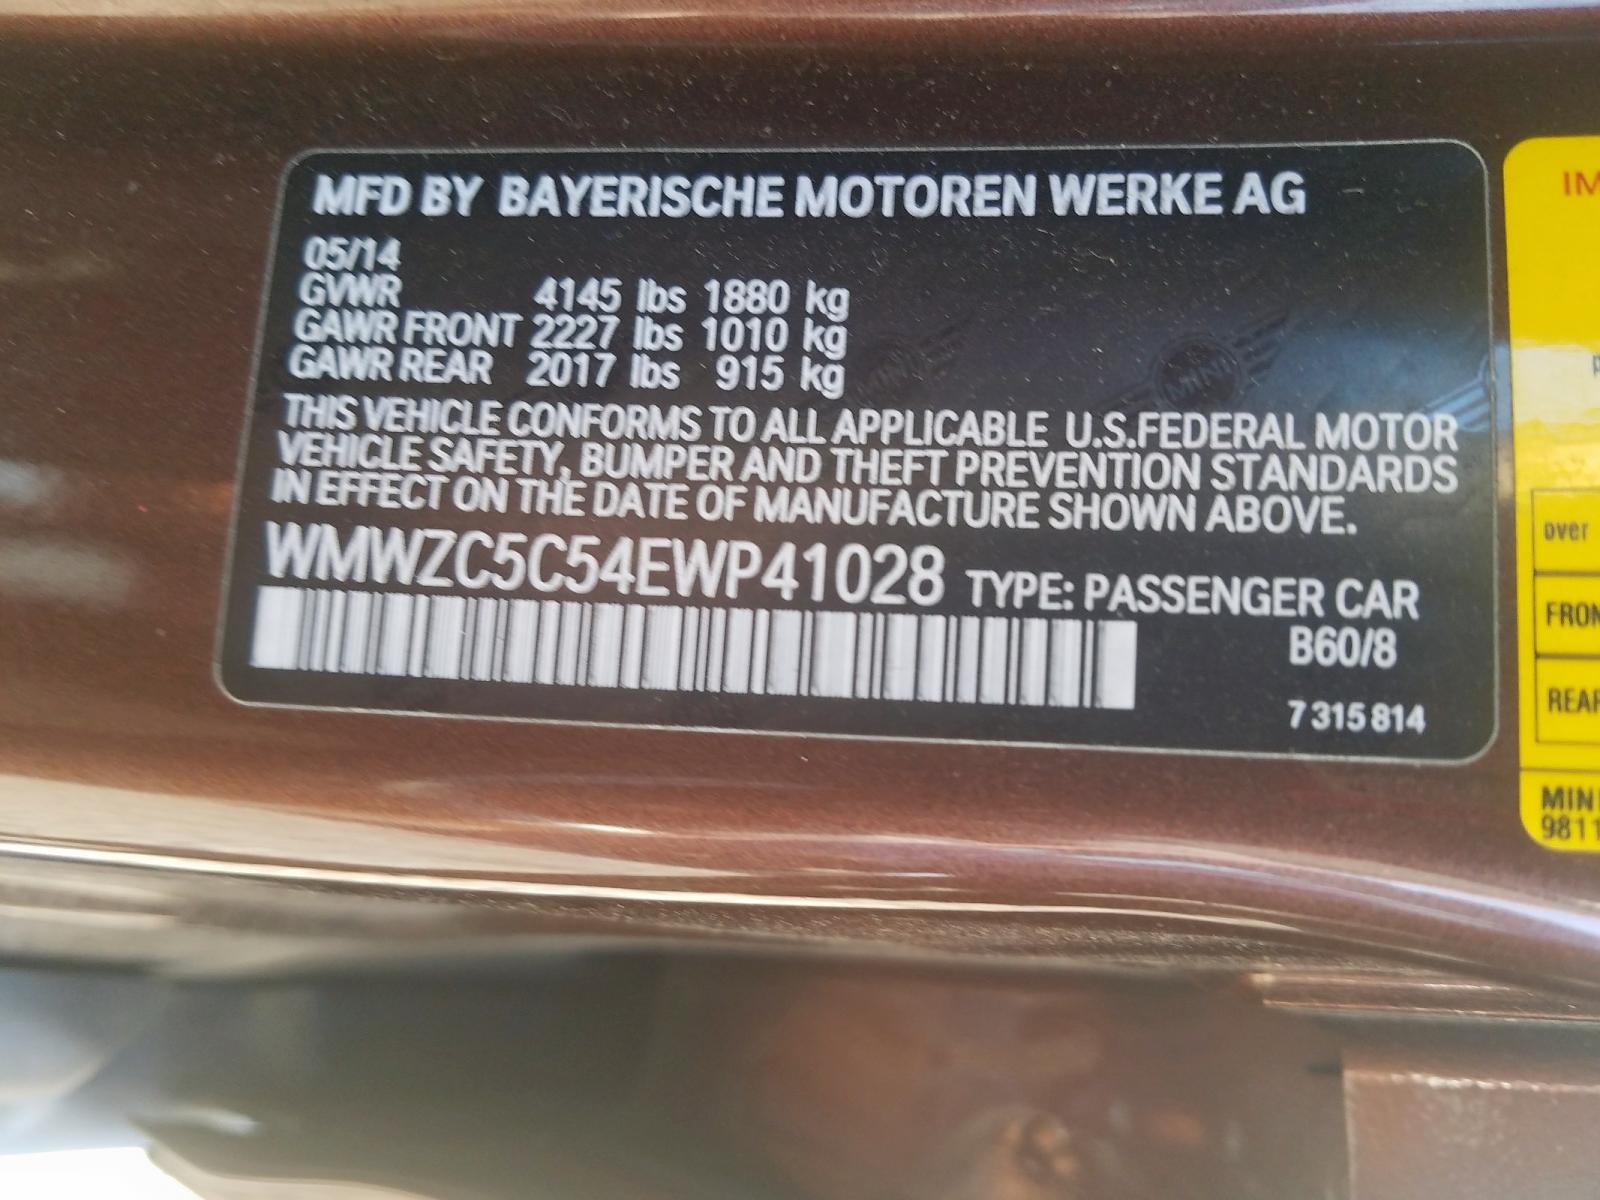 MFD BY BAYERISCHE MOTOREN WERKE AG
05/14
GVWR 4145 lbs 1880 kg
GAWR FRONT 2227 lbs 1010 kg
GAWR REAR 2017 lbs 915 kg
THIS VEHICLE CONFORMS TO ALL APPLICABLE U.S.FEDERAL MOTOR
VEHICLE SAFETY, BUMPER AND THEFT PREVENTION STANDARDS
IN EFFECT ON THE DATE OF MANUFACTURE SHOWN ABOVE.
WMWZC5C54EWP41028 TYPE: PASSENGER CAR
B60/8
7 315 814
MINI
over
REAR
MINI